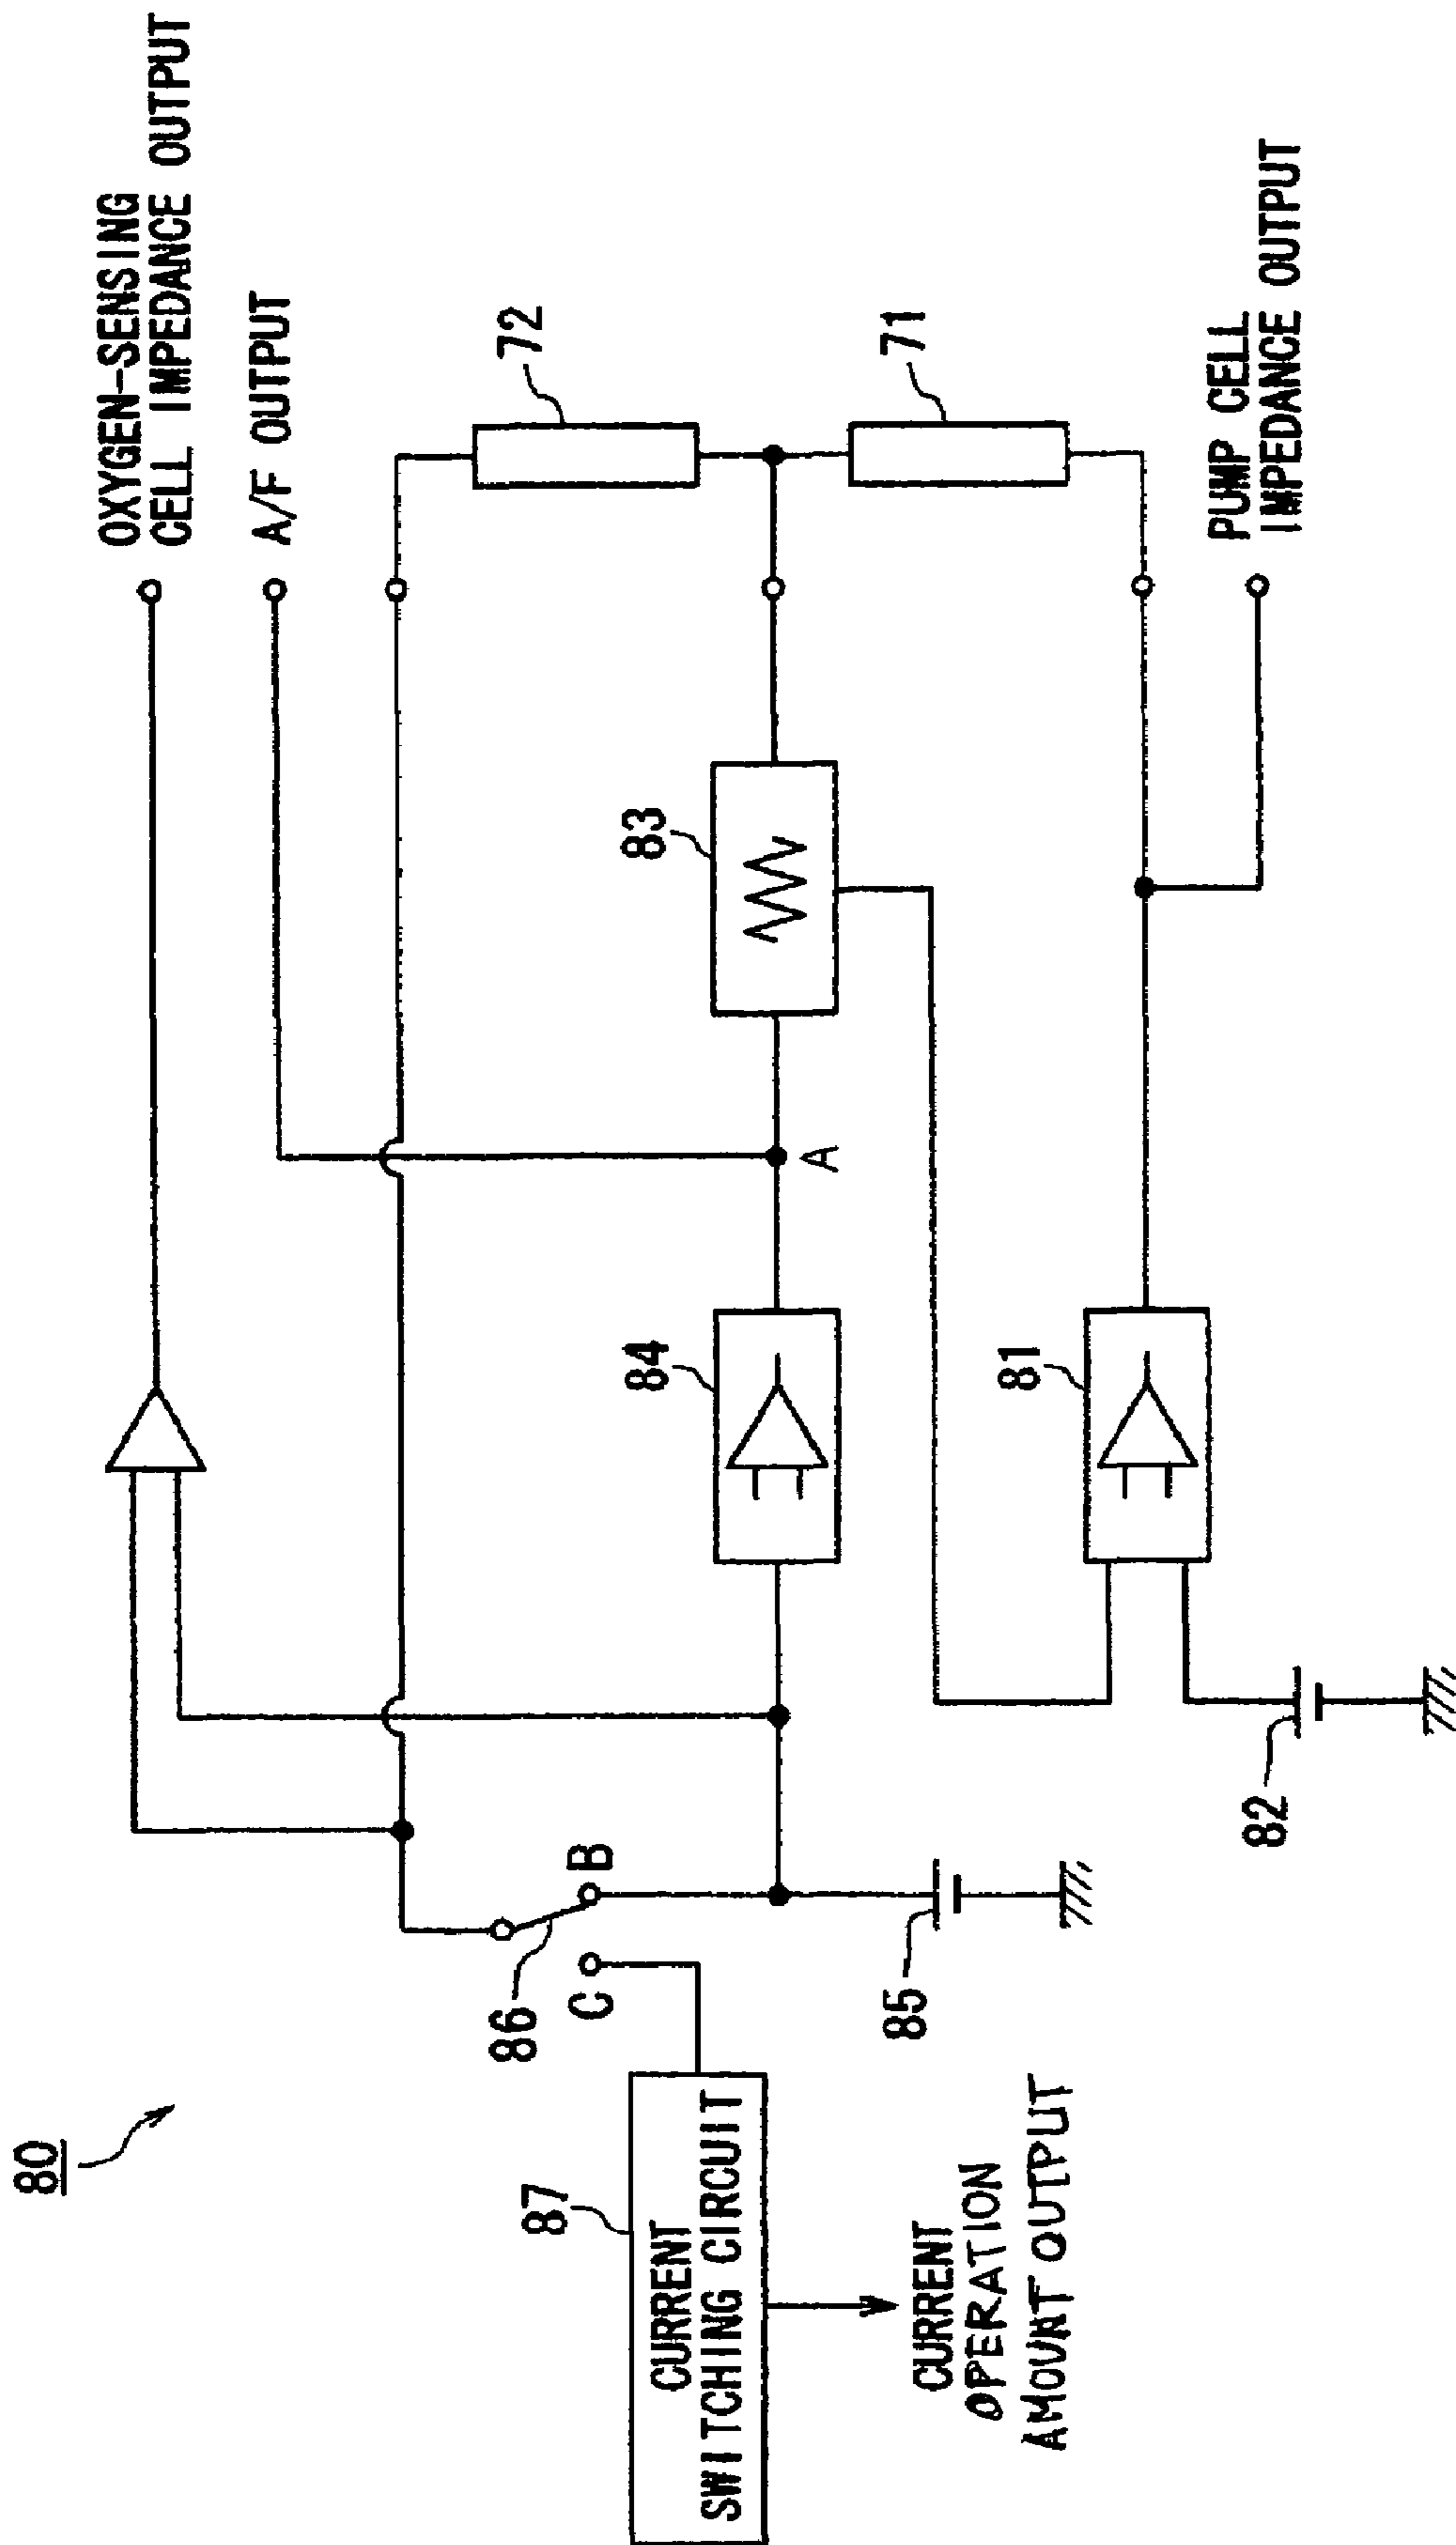 80
OXYGEN-SENSING
CELL IMPEDANCE OUTPUT
A/F OUTPUT
72
86
B
C
87
CURRENT
SWITCHING CIRCUIT
84
83
A
71
85
81
CURRENT
OPERATION
AMOUNT OUTPUT
82
PUMP CELL
IMPEDANCE OUTPUT